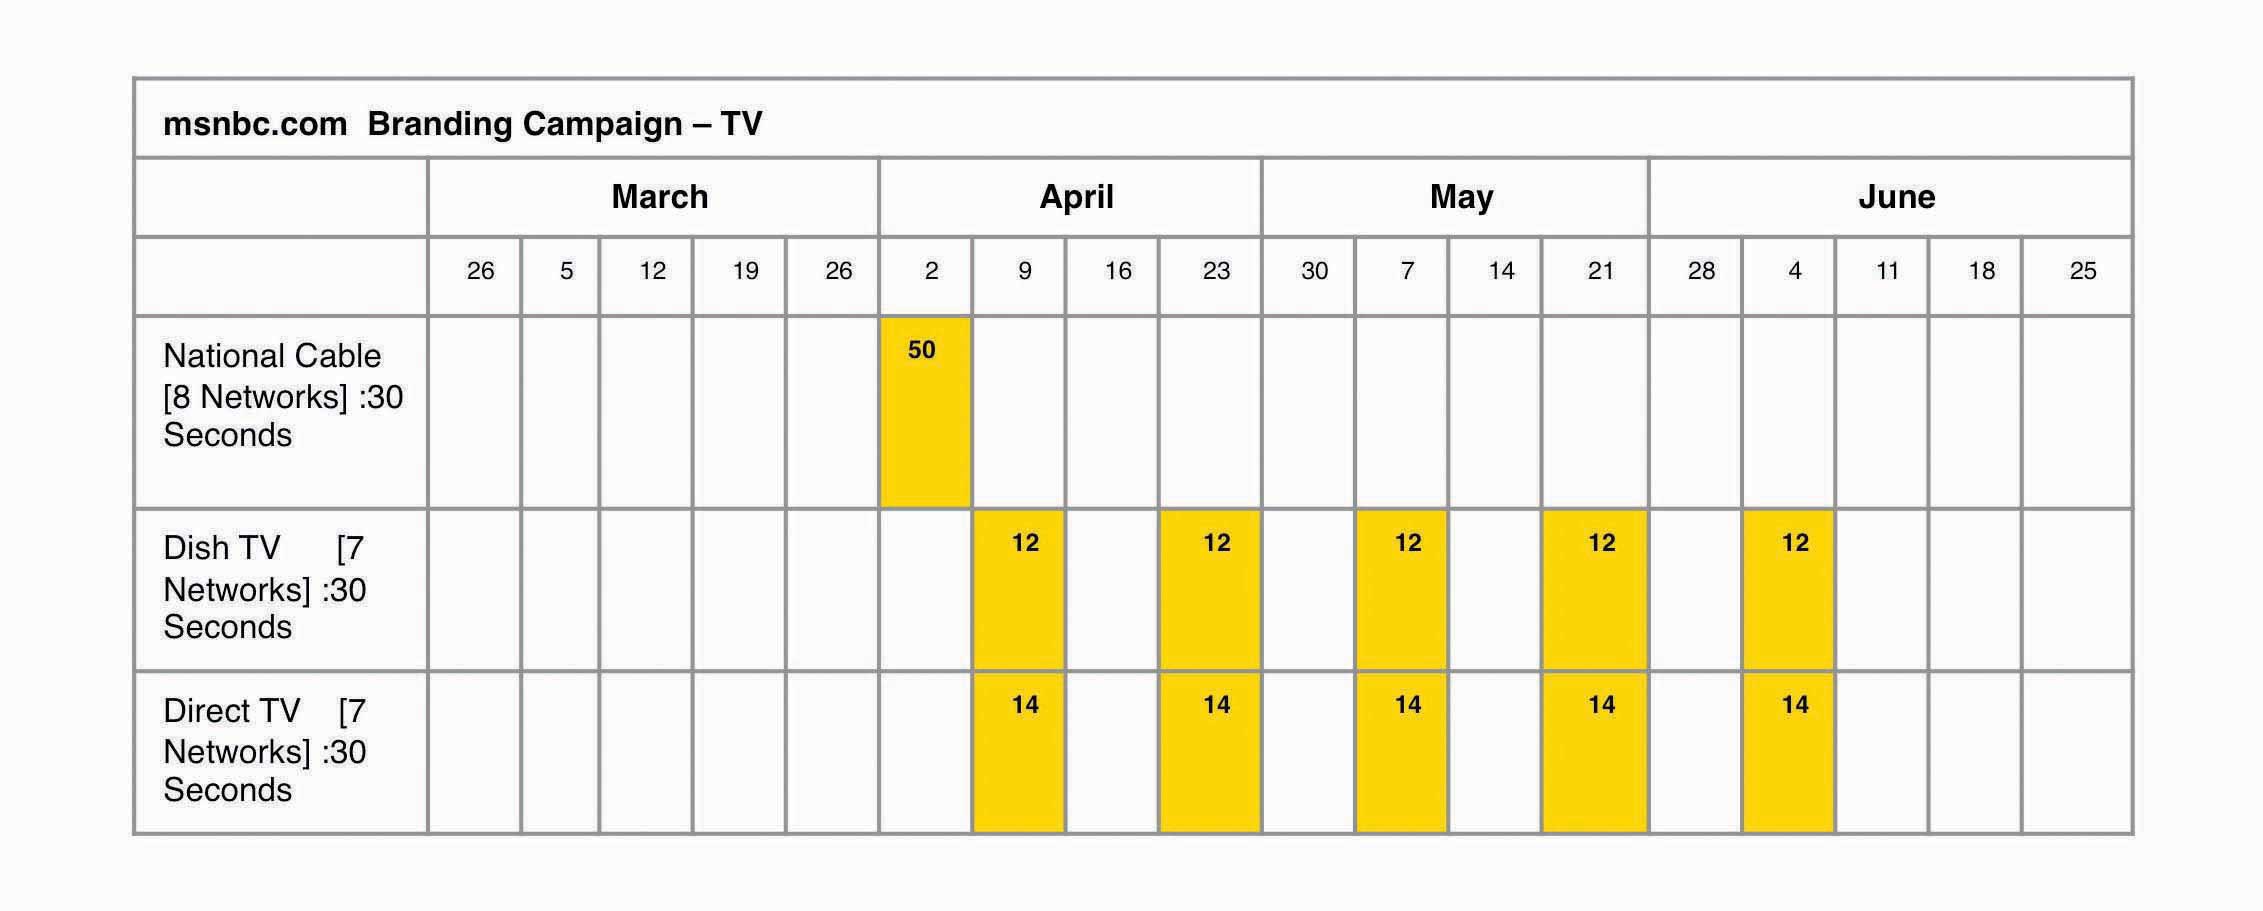 msnbc.com  Branding Campaign – TV
March April May June
26 5 12 19 26 2 9 16 23 30 7 14 21 28 4 11 18 25
National Cable
[8 Networks] :30
Seconds
50
Dish TV [7
Networks] :30
Seconds
12 12 12 12 12
Direct TV [7
Networks] :30
Seconds
14 14 14 14 14